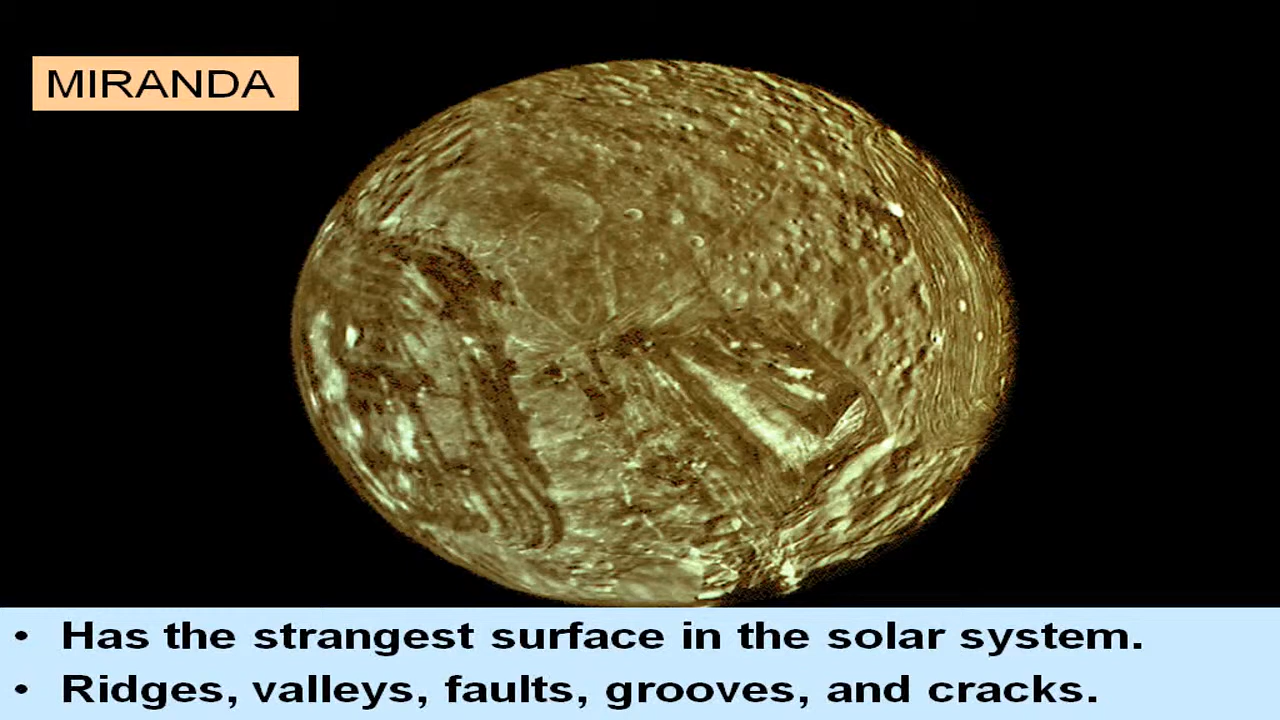 MIRANDA
• Has the strangest surface in the solar system.
• Ridges, valleys, faults, grooves, and cracks.